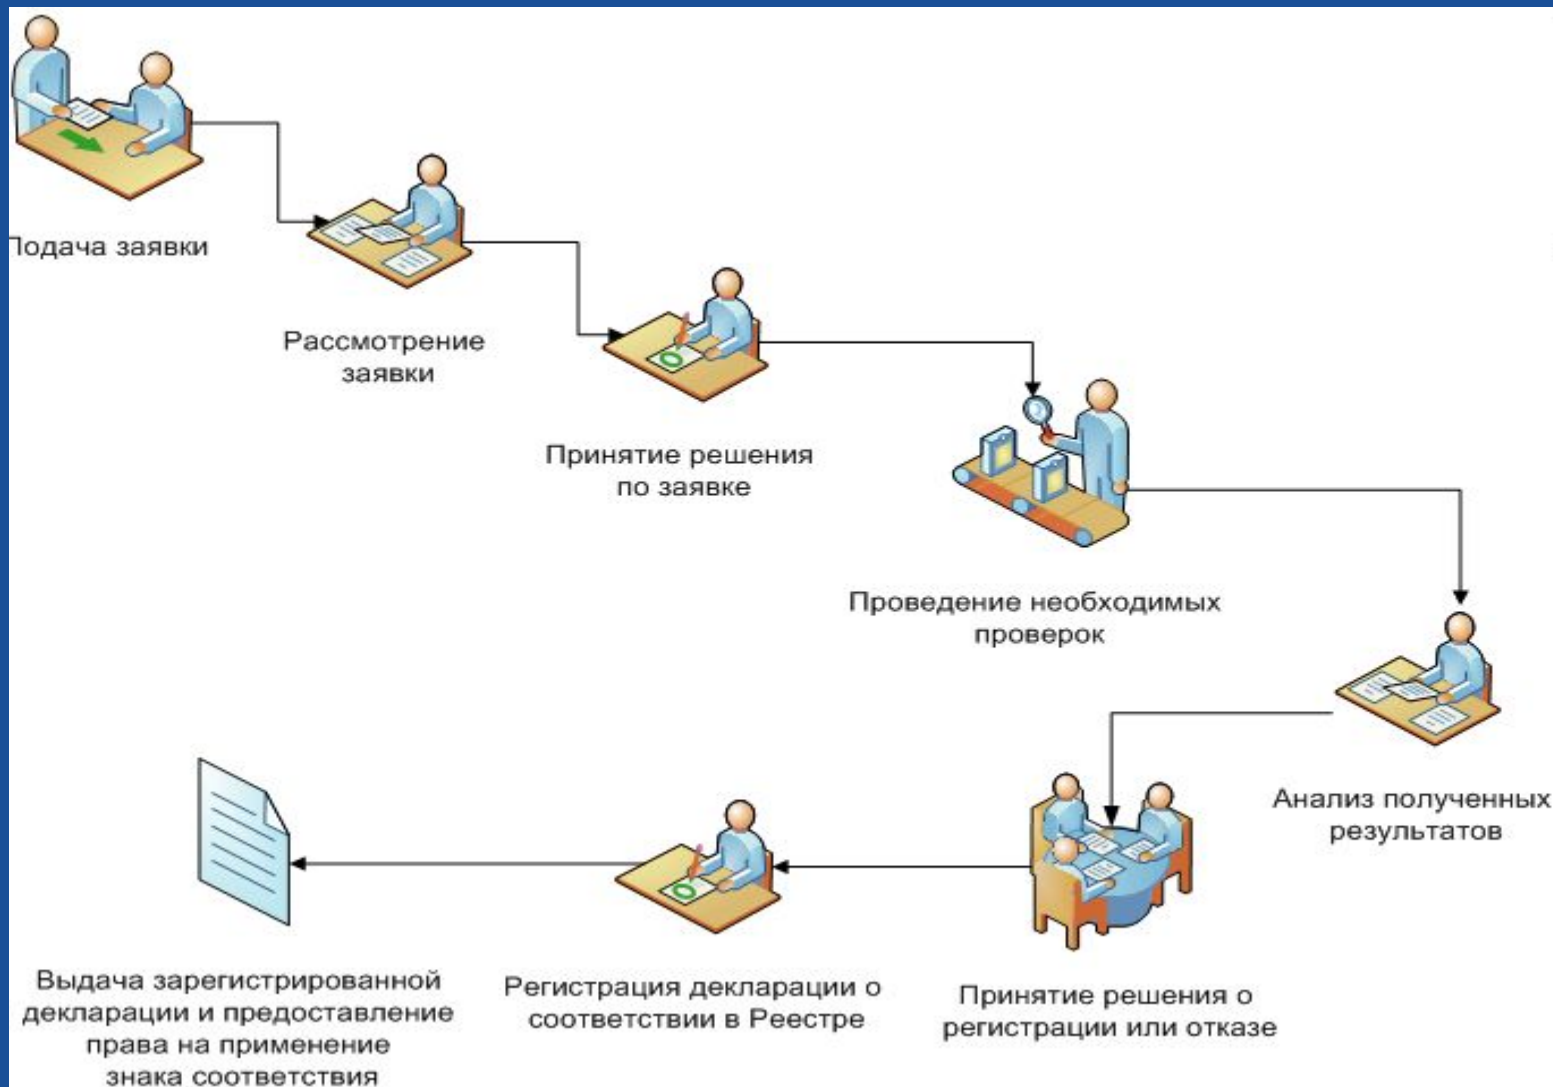 Подача заявки
Рассмотрение
заявки
Принятие решения
по заявке
Проведение необходимых
проверок
Анализ полученных
результатов
Принятие решения о
регистрации или отказе
Регистрация декларации о
соответствии в Реестре
Выдача зарегистрированной
декларации и предоставление
права на применение
знака соответствия